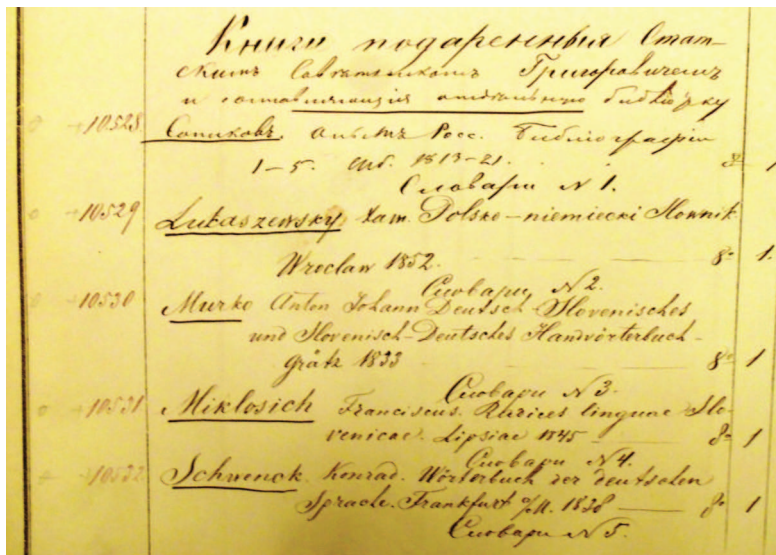 Книги подаренныя Стат-
скимъ Совѣтникомъ Григоровичемъ
и составляющія отдѣльную библіотеку
10528 Сопиковъ. Опытъ Росс. Библіографіи
1-5. Спб. 1813-21. 8° 1
Словари № 1.
10529 Lukaszewsky Xaw. Polsko-niemiecki Słownik
Wrocław 1852. 8° 1.
Словари № 2.
10530 Murko Anton Johann Deutsch-Slovenisches
und Slovenisch-Deutsches Handwörterbuch-
Grätz 1833 8° 1
Словари № 3.
10531 Miklosich Franciscus. Radices linguae Slo-
venicae. Lipsiae 1845 8° 1
Словари № 4.
10532 Schwenck. Konrad. Wörterbuch der deutschen
Sprache. Frankfurt a/M. 1838 8° 1
Словари № 5.